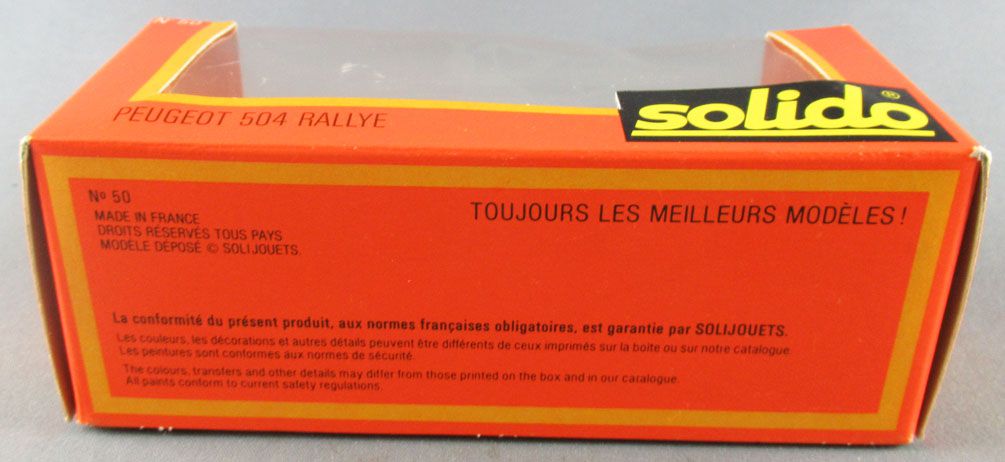 N° 50
PEUGEOT 504 RALLYE
solido®
Nº 50
MADE IN FRANCE
DROITS RÉSERVÉS TOUS PAYS
MODÈLE DÉPOSÉ © SOLIJOUETS.
TOUJOURS LES MEILLEURS MODÈLES !
La conformité du présent produit, aux normes françaises obligatoires, est garantie par SOLIJOUETS.
Les couleurs, les décorations et autres détails peuvent être différents de ceux imprimés sur la boîte ou sur notre catalogue.
Les peintures sont conformes aux normes de sécurité.
The colours, transfers and other details may differ from those printed on the box and in our caralogue.
All paints conform to current safety regulations.